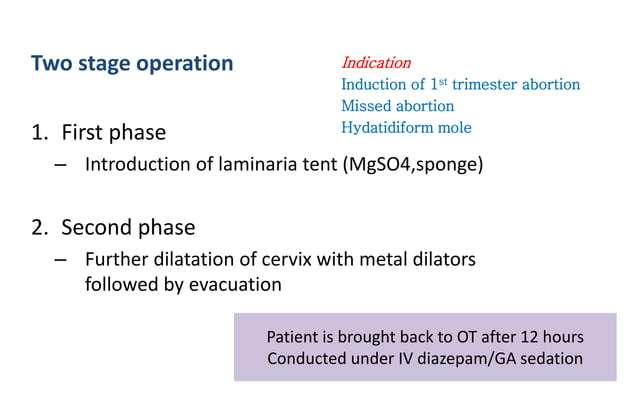 Two stage operation
Indication
Induction of 1st trimester abortion
Missed abortion
Hydatidiform mole
1. First phase
– Introduction of laminaria tent (MgSO4,sponge)
2. Second phase
– Further dilatation of cervix with metal dilators
followed by evacuation
Patient is brought back to OT after 12 hours
Conducted under IV diazepam/GA sedation